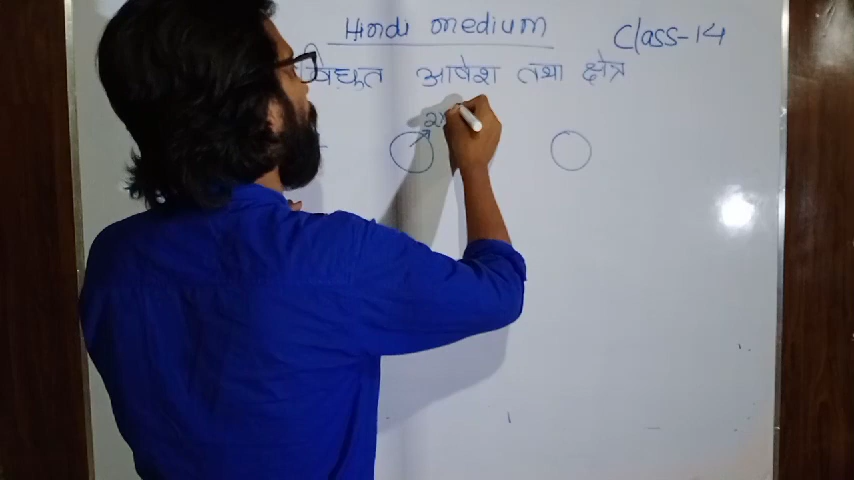 Hindi medium
Class-14
विद्युत आवेश तथा क्षेत्र